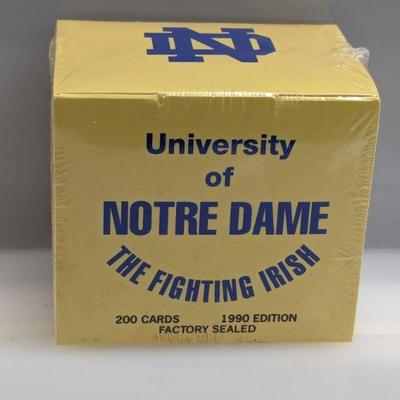 ND
University
of
NOTRE DAME
THE FIGHTING IRISH
200 CARDS 1990 EDITION
FACTORY SEALED